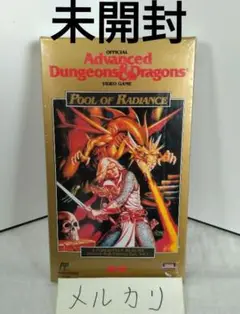 未開封
OFFICIAL
Advanced
Dungeons & Dragons
VIDEO GAME
POOL OF RADIANCE
メルカリ